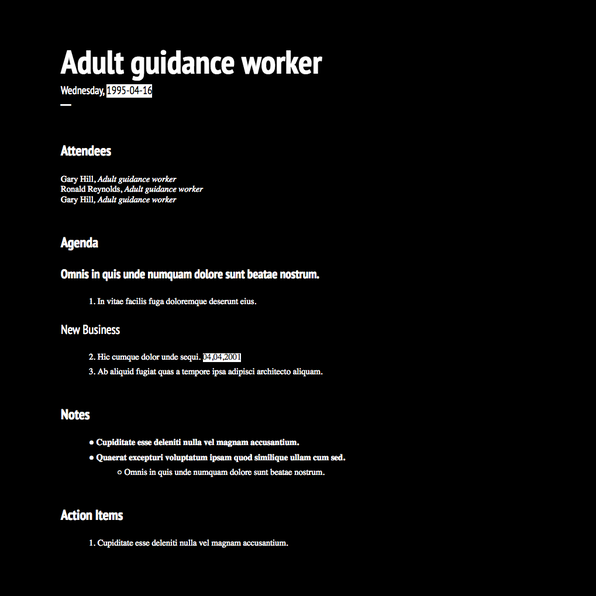 Adult guidance worker
Wednesday, 1995-04-16
Attendees
Gary Hill, Adult guidance worker
Ronald Reynolds, Adult guidance worker
Gary Hill, Adult guidance worker
Agenda
Omnis in quis unde numquam dolore sunt beatae nostrum.
1. In vitae facilis fuga doloremque deserunt eius.
New Business
2. Hic cumque dolor unde sequi. 04,04,2001
3. Ab aliquid fugiat quas a tempore ipsa adipisci architecto aliquam.
Notes
● Cupiditate esse deleniti nulla vel magnam accusantium.
● Quaerat excepturi voluptatum ipsam quod similique ullam cum sed.
○ Omnis in quis unde numquam dolore sunt beatae nostrum.
Action Items
1. Cupiditate esse deleniti nulla vel magnam accusantium.